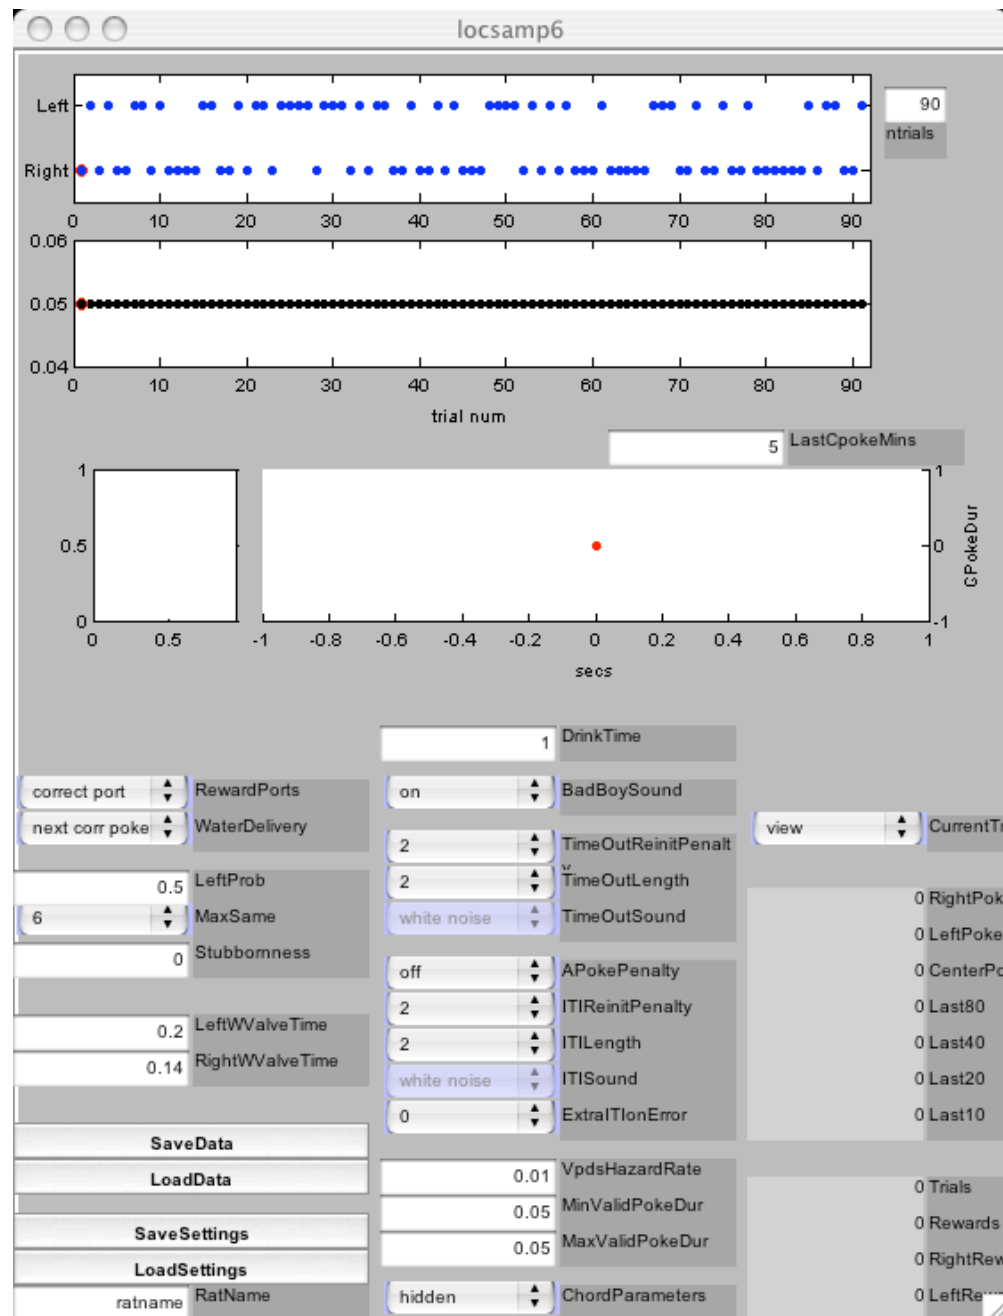 locsamp6
Left
90
ntrials
Right
0 10 20 30 40 50 60 70 80 90
0.06
0.05
0.04
0 10 20 30 40 50 60 70 80 90
trial num
5 LastCpokeMins
1
0.5
0
0 0.5
1
0
-1
CPokeDur
-1 -0.8 -0.6 -0.4 -0.2 0 0.2 0.4 0.6 0.8 1
secs
1 DrinkTime
correct port RewardPorts
on BadBoySound
next corr poke WaterDelivery
view CurrentTr
2 TimeOutReinitPenalt
0.5 LeftProb
2 TimeOutLength
6 MaxSame
white noise TimeOutSound
0 Stubbornness
0 RightPok
0 LeftPoke
off APokePenalty
0 CenterPo
2 ITIReinitPenalty
0 Last80
0.2 LeftWValveTime
2 ITILength
0 Last40
0.14 RightWValveTime
white noise ITISound
0 Last20
0 ExtraITIonError
0 Last10
SaveData
LoadData
0.01 VpdsHazardRate
0 Trials
0.05 MinValidPokeDur
0 Rewards
SaveSettings
0.05 MaxValidPokeDur
0 RightRew
LoadSettings
ratname RatName
hidden ChordParameters
0 LeftRew